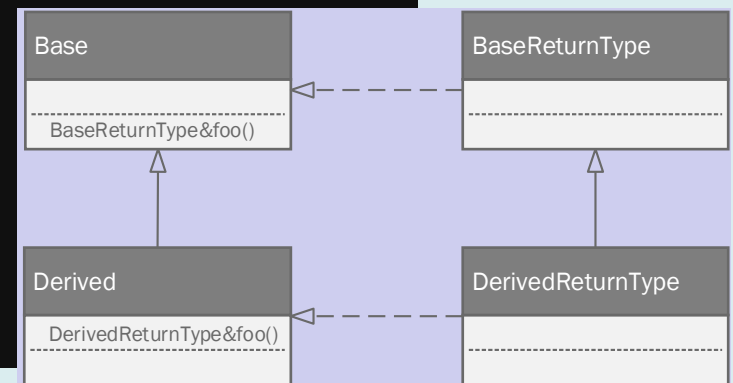 Base
BaseReturnType
BaseReturnType&foo()
Derived
DerivedReturnType
DerivedReturnType&foo()